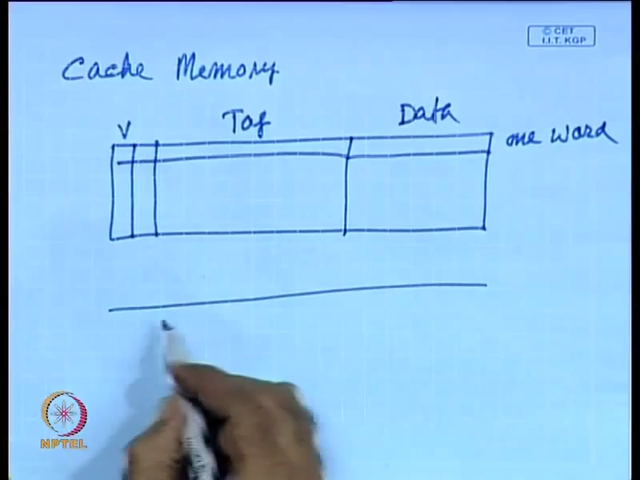 © CET
I.I.T. KGP
Cache Memory
V Tag Data
one word
NPTEL